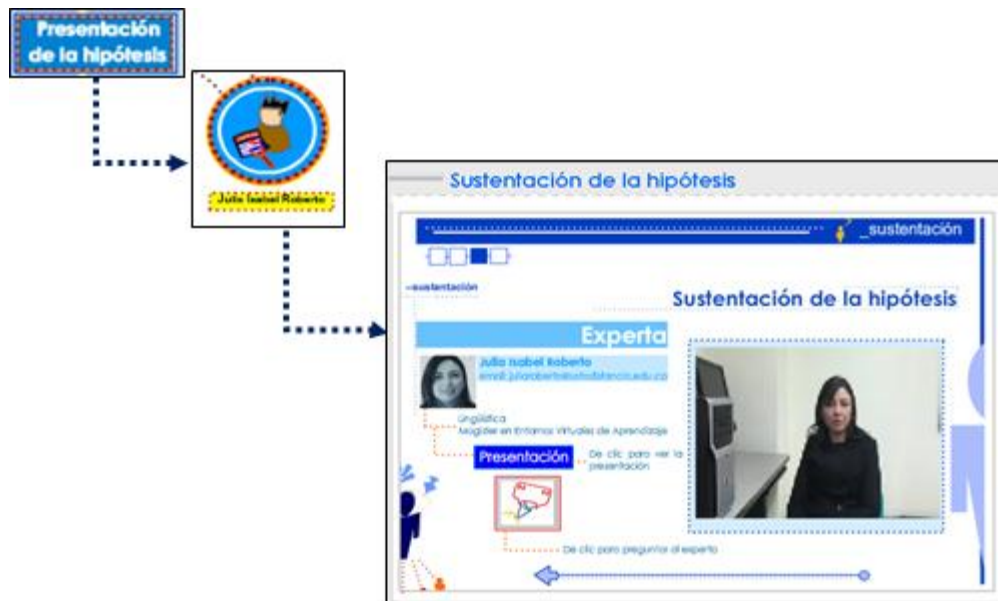 Presentación
de la hipótesis
Julia Isabel Roberto
Sustentación de la hipótesis
_sustentación
sustentación
Sustentación de la hipótesis
Experta
Julia Isabel Roberto
email:
Lingüística
Magíster en Entornos Virtuales de Aprendizaje
Presentación
De clic para ver la
presentación
De clic para preguntar al experto